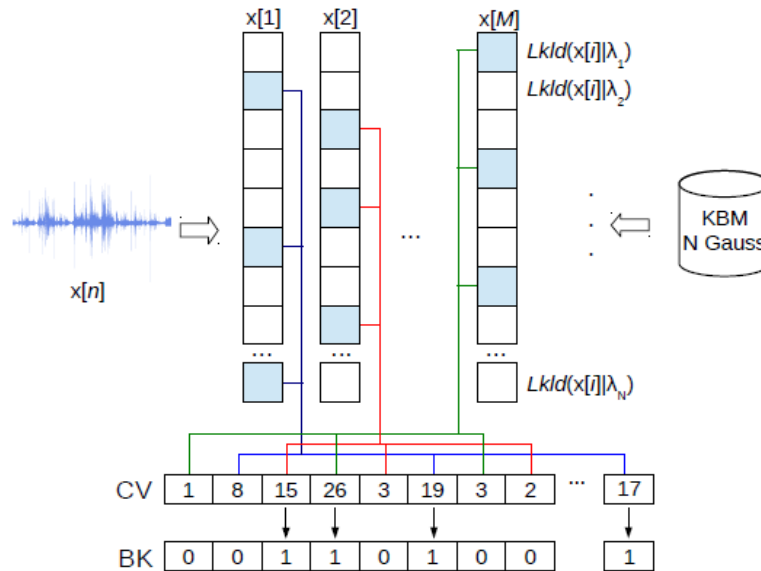 x[1] x[2] x[M]
Lkld(x[i]|λ₁)
Lkld(x[i]|λ₂)
x[n]
...
KBM
N Gauss
... ... ...
Lkld(x[i]|λ_N)
CV 1 8 15 26 3 19 3 2 ... 17
BK 0 0 1 1 0 1 0 0 1